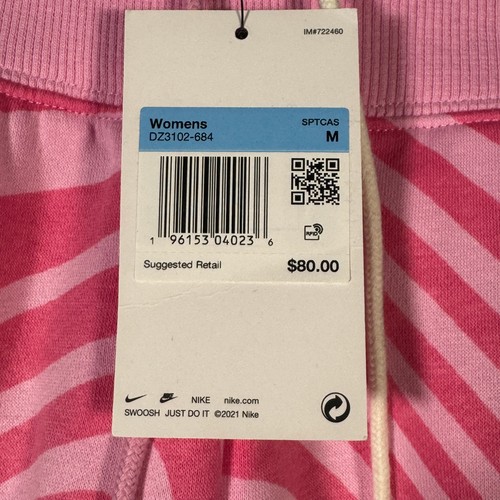 IM#722460
Womens SPTCAS
DZ3102-684 M
RFID
1 96153 04023 6
Suggested Retail $80.00
NIKE nike.com
SWOOSH JUST DO IT ©2021 Nike